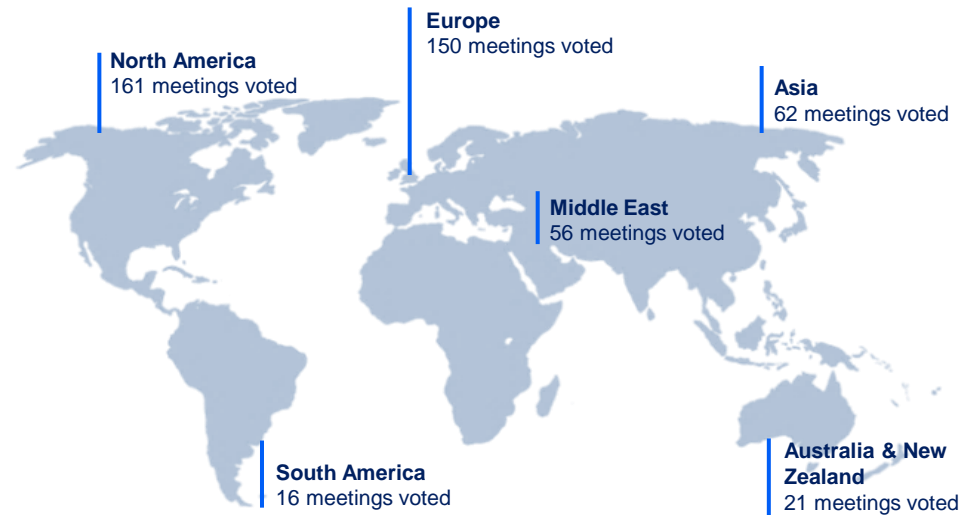 Europe
150 meetings voted
North America
161 meetings voted
Asia
62 meetings voted
Middle East
56 meetings voted
South America
16 meetings voted
Australia & New
Zealand
21 meetings voted